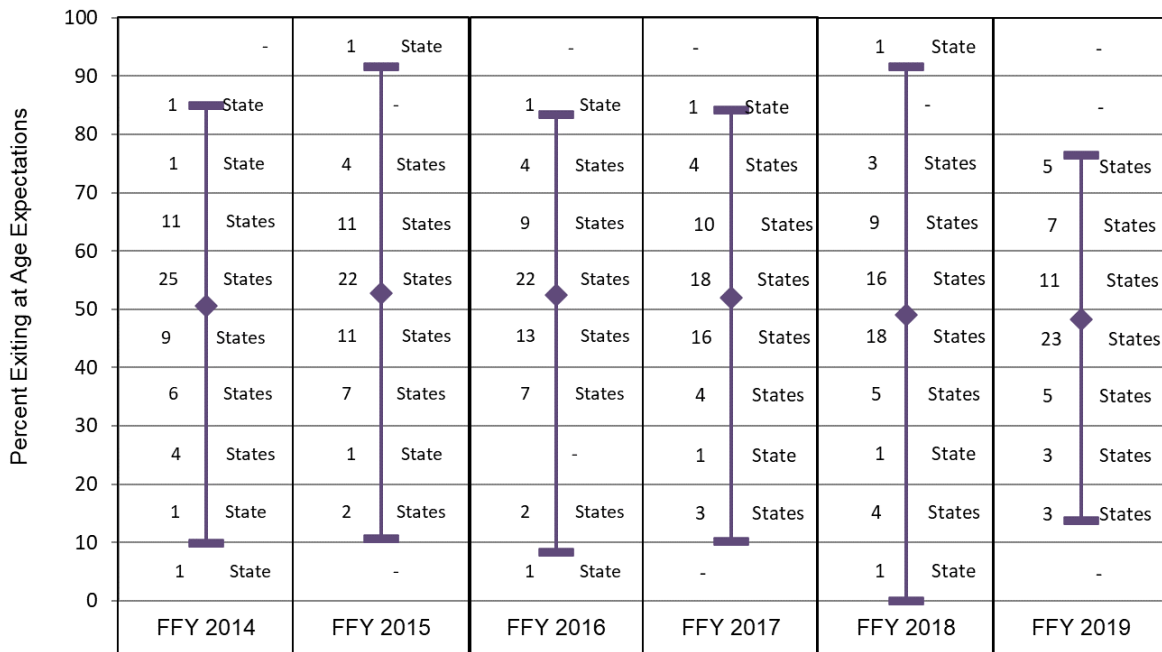 100
- 1 State - - 1 State -
90
1 State - 1 State 1 State - -
80
1 State 4 States 4 States 4 States 3 States 5 States
70
11 States 11 States 9 States 10 States 9 States 7 States
60
25 States 22 States 22 States 18 States 16 States 11 States
50
9 States 11 States 13 States 16 States 18 States 23 States
40
6 States 7 States 7 States 4 States 5 States 5 States
30
4 States 1 State - 1 State 1 State 3 States
20
1 State 2 States 2 States 3 States 4 States 3 States
10
1 State - 1 State - 1 State -
0
FFY 2014 FFY 2015 FFY 2016 FFY 2017 FFY 2018 FFY 2019
Percent Exiting at Age Expectations